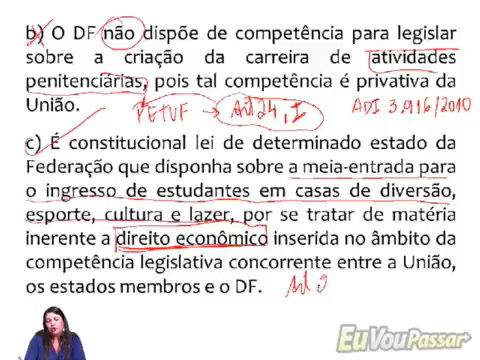 b) O DF não dispõe de competência para legislar
sobre a criação da carreira de atividades
penitenciárias, pois tal competência é privativa da
União.
PETUF → Art 24, I
ADI 3.916/2010
c) É constitucional lei de determinado estado da
Federação que disponha sobre a meia-entrada para
o ingresso de estudantes em casas de diversão,
esporte, cultura e lazer, por se tratar de matéria
inerente a direito econômico inserida no âmbito da
competência legislativa concorrente entre a União,
os estados membros e o DF.
EuVouPassar